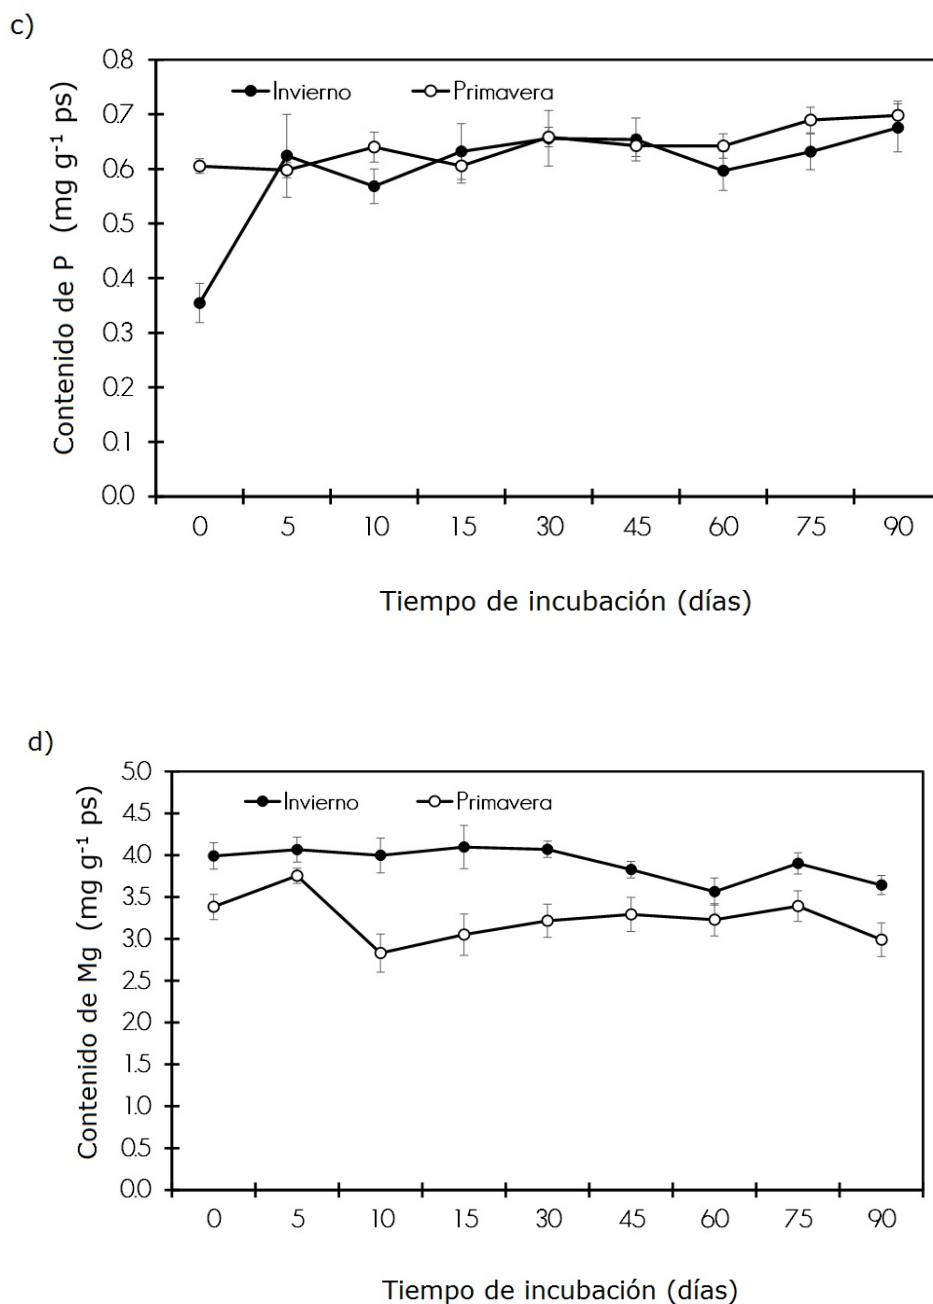 c)
0.8
Invierno Primavera
0.7
0.6
0.5
0.4
0.3
0.2
0.1
0.0
Contenido de P (mg g⁻¹ ps)
0 5 10 15 30 45 60 75 90
Tiempo de incubación (días)
d)
5.0
Invierno Primavera
4.5
4.0
3.5
3.0
2.5
2.0
1.5
1.0
0.5
0.0
Contenido de Mg (mg g⁻¹ ps)
0 5 10 15 30 45 60 75 90
Tiempo de incubación (días)